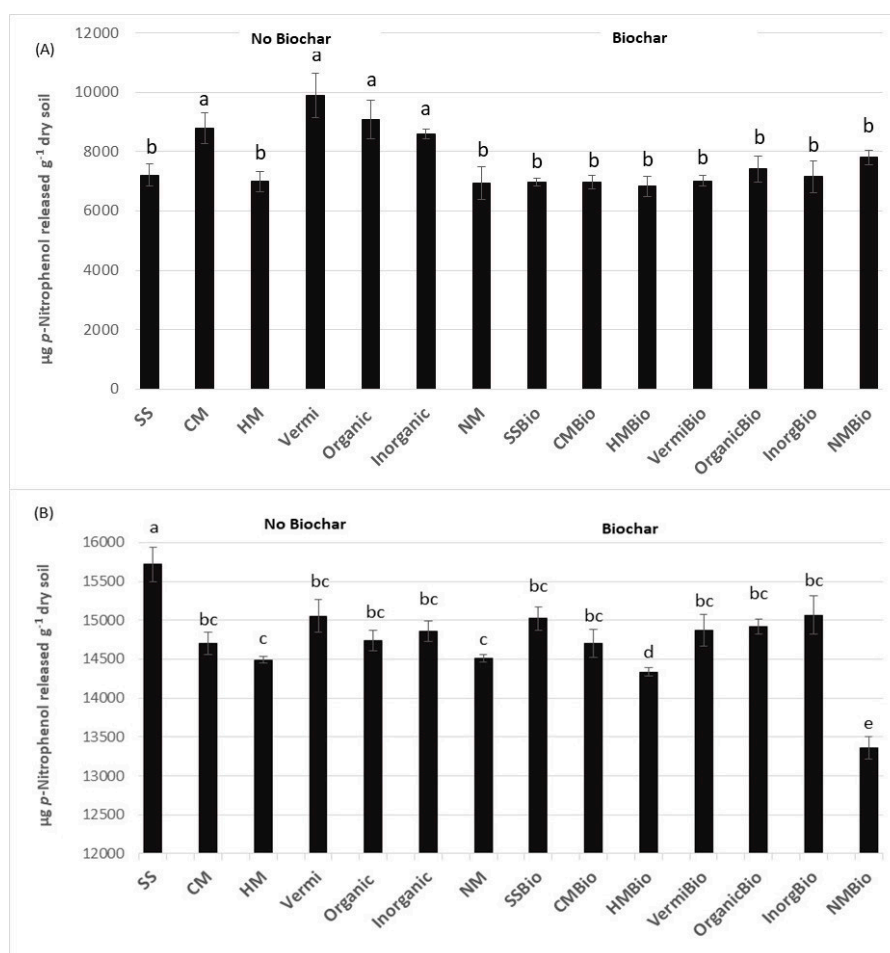 (A)
No Biochar
Biochar
µg p-Nitrophenol released g-1 dry soil
12000
10000
8000
6000
4000
2000
0
b
a
b
a
a
a
b
b
b
b
b
b
b
b
SS
CM
HM
Vermi
Organic
Inorganic
NM
SSBio
CMBio
HMBio
VermiBio
OrganicBio
InorgBio
NMBio
(B)
No Biochar
Biochar
µg p-Nitrophenol released g-1 dry soil
16000
15500
15000
14500
14000
13500
13000
12500
12000
a
bc
c
bc
bc
bc
c
bc
bc
d
bc
bc
bc
e
SS
CM
HM
Vermi
Organic
Inorganic
NM
SSBio
CMBio
HMBio
VermiBio
OrganicBio
InorgBio
NMBio